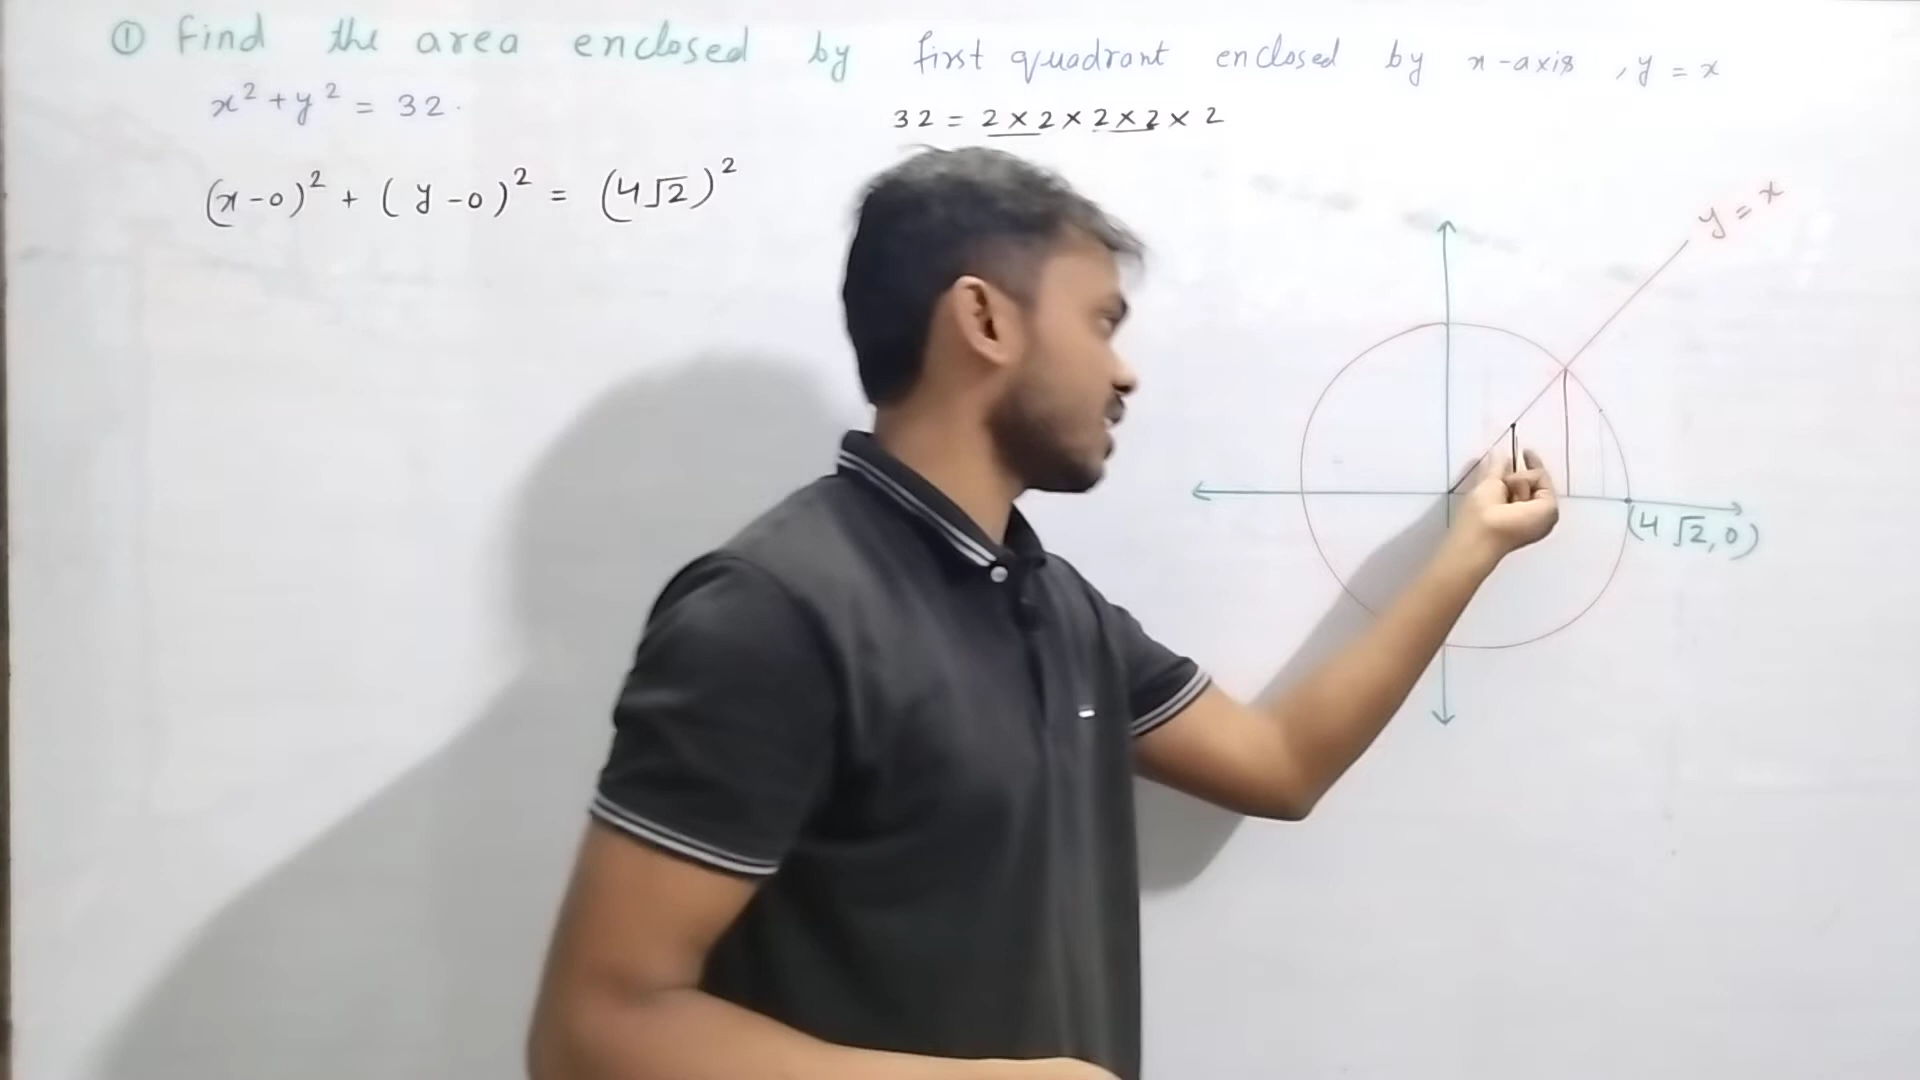 ① Find the area enclosed by first quadrant enclosed by x-axis , y = x
x² + y² = 32.
32 = 2 × 2 × 2 × 2 × 2
(x-0)² + (y-0)² = (4√2)²
y = x
(4√2, 0)